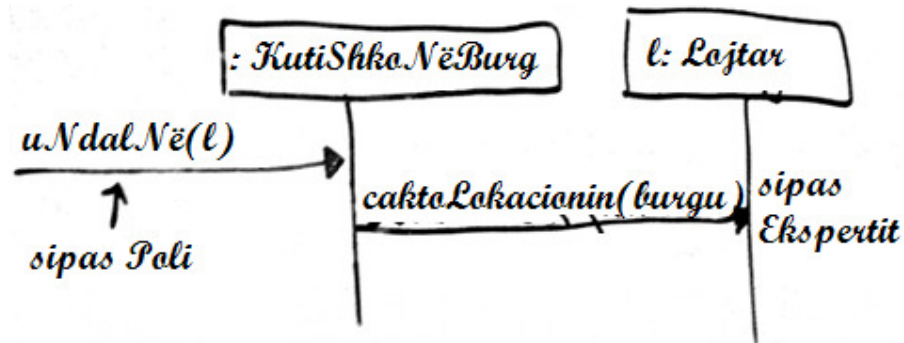 : KutiShkoNëBurg
l: Lojtar
uNdalNë(l)
caktoLokacionin(burgu)
sipas
Ekspertit
sipas Poli